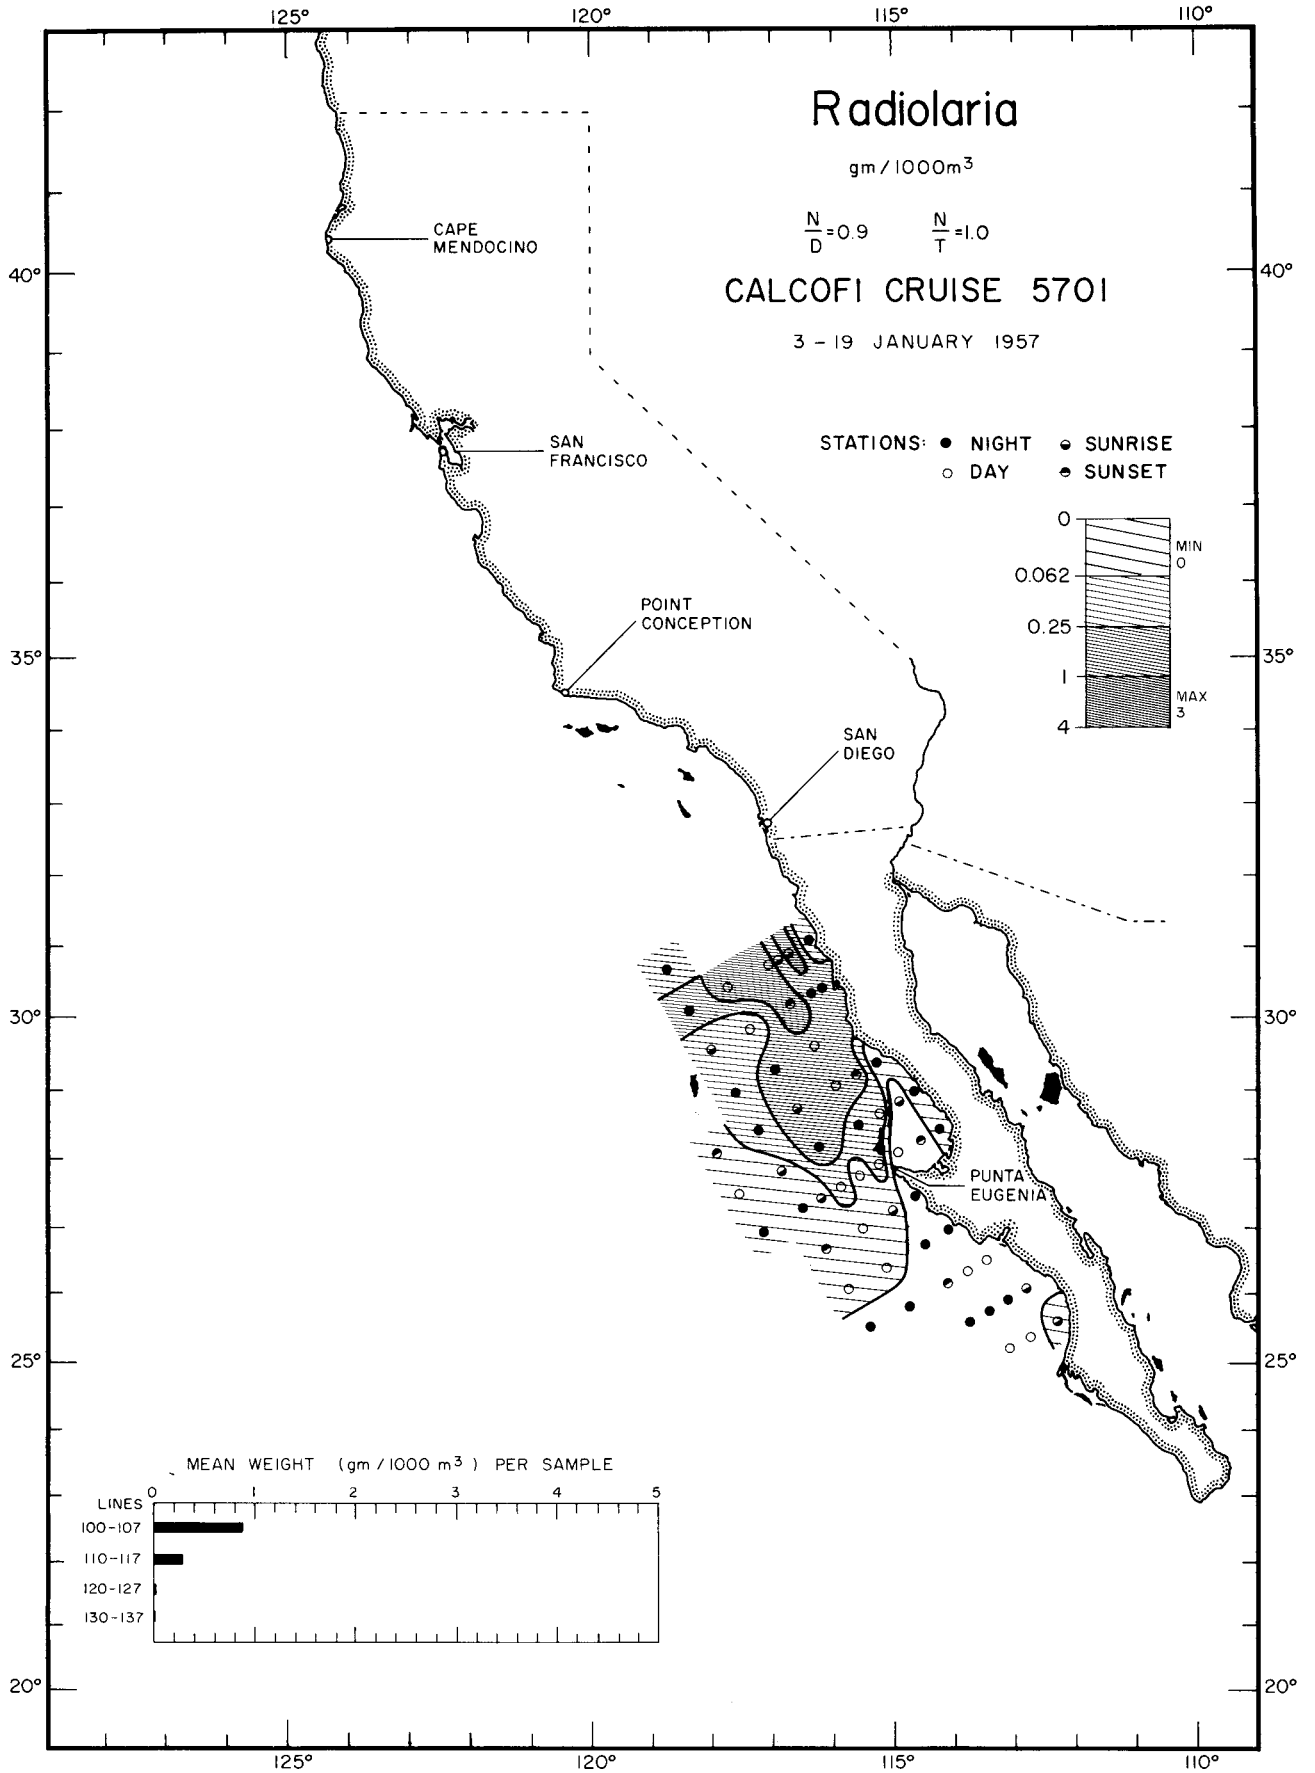 125° 120° 115° 110°
Radiolaria
gm/1000m³
N/D=0.9 N/T=1.0
CALCOFI CRUISE 5701
3-19 JANUARY 1957
CAPE
MENDOCINO
40° 40°
STATIONS: NIGHT SUNRISE
DAY SUNSET
SAN
FRANCISCO
0
MIN
0
0.062
0.25
1
MAX
3
4
POINT
CONCEPTION
35° 35°
SAN
DIEGO
30° 30°
PUNTA
EUGENIA
25° 25°
MEAN WEIGHT (gm/1000 m³) PER SAMPLE
0 1 2 3 4 5
LINES
100-107
110-117
120-127
130-137
20° 20°
125° 120° 115° 110°